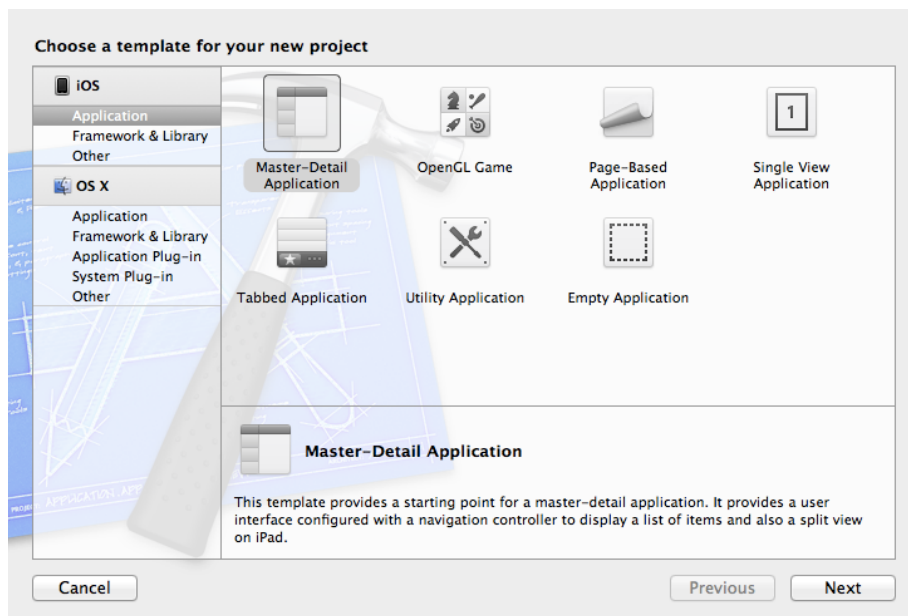 Choose a template for your new project
iOS
Application
Framework & Library
Other
OS X
Application
Framework & Library
Application Plug-in
System Plug-in
Other
Master-Detail
Application
OpenGL Game
Page-Based
Application
1
Single View
Application
Tabbed Application
Utility Application
Empty Application
Master-Detail Application
This template provides a starting point for a master-detail application. It provides a user
interface configured with a navigation controller to display a list of items and also a split view
on iPad.
Cancel
Previous
Next